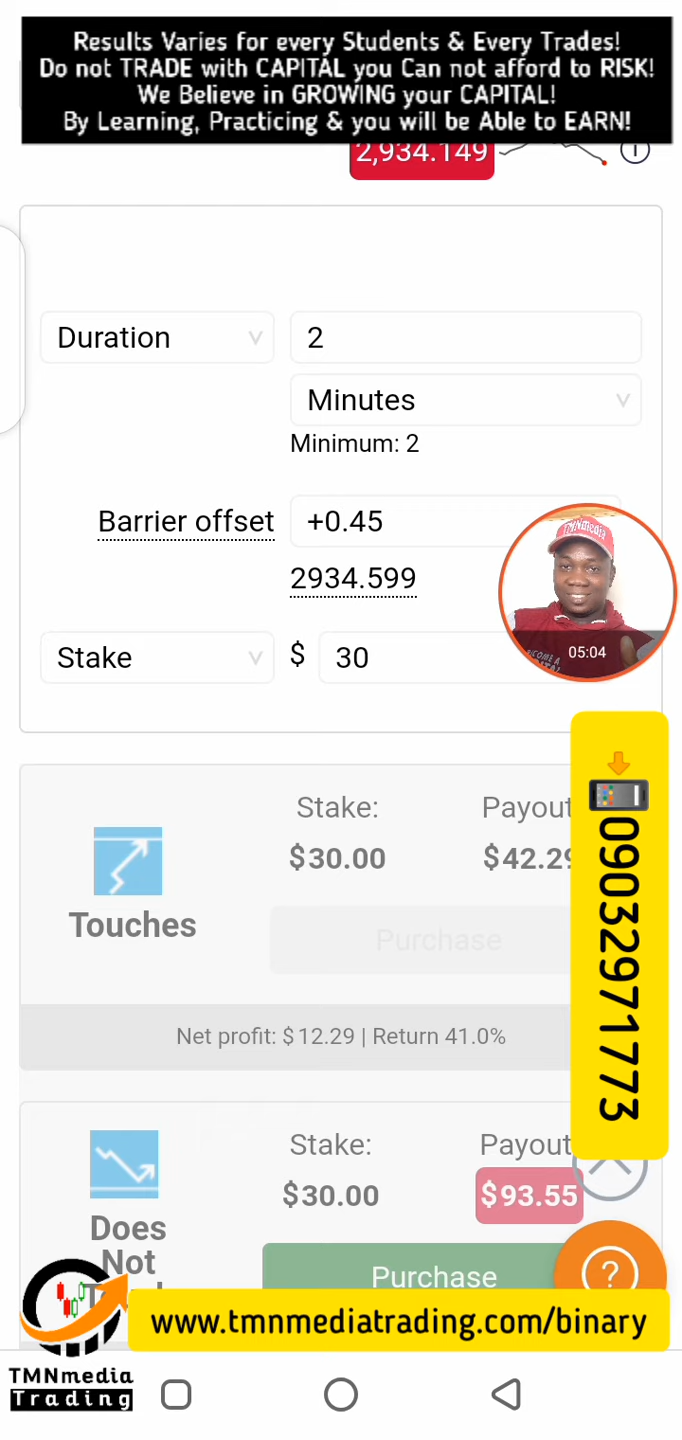 Results Varies for every Students & Every Trades!
Do not TRADE with CAPITAL you Can not afford to RISK!
We Believe in GROWING your CAPITAL!
By Learning, Practicing & you will be Able to EARN!
2,934.149
Duration
2
Minutes
Minimum: 2
Barrier offset
+0.45
2934.599
Stake
$ 30
TMNmedia
05:04
09032971773
Stake:
Payout
$30.00
$42.29
Touches
Purchase
Net profit: $12.29 | Return 41.0%
Stake:
Payout
$30.00
$93.55
Does
Not
Purchase
?
www.tmnmediatrading.com/binary
TMNmedia
Trading